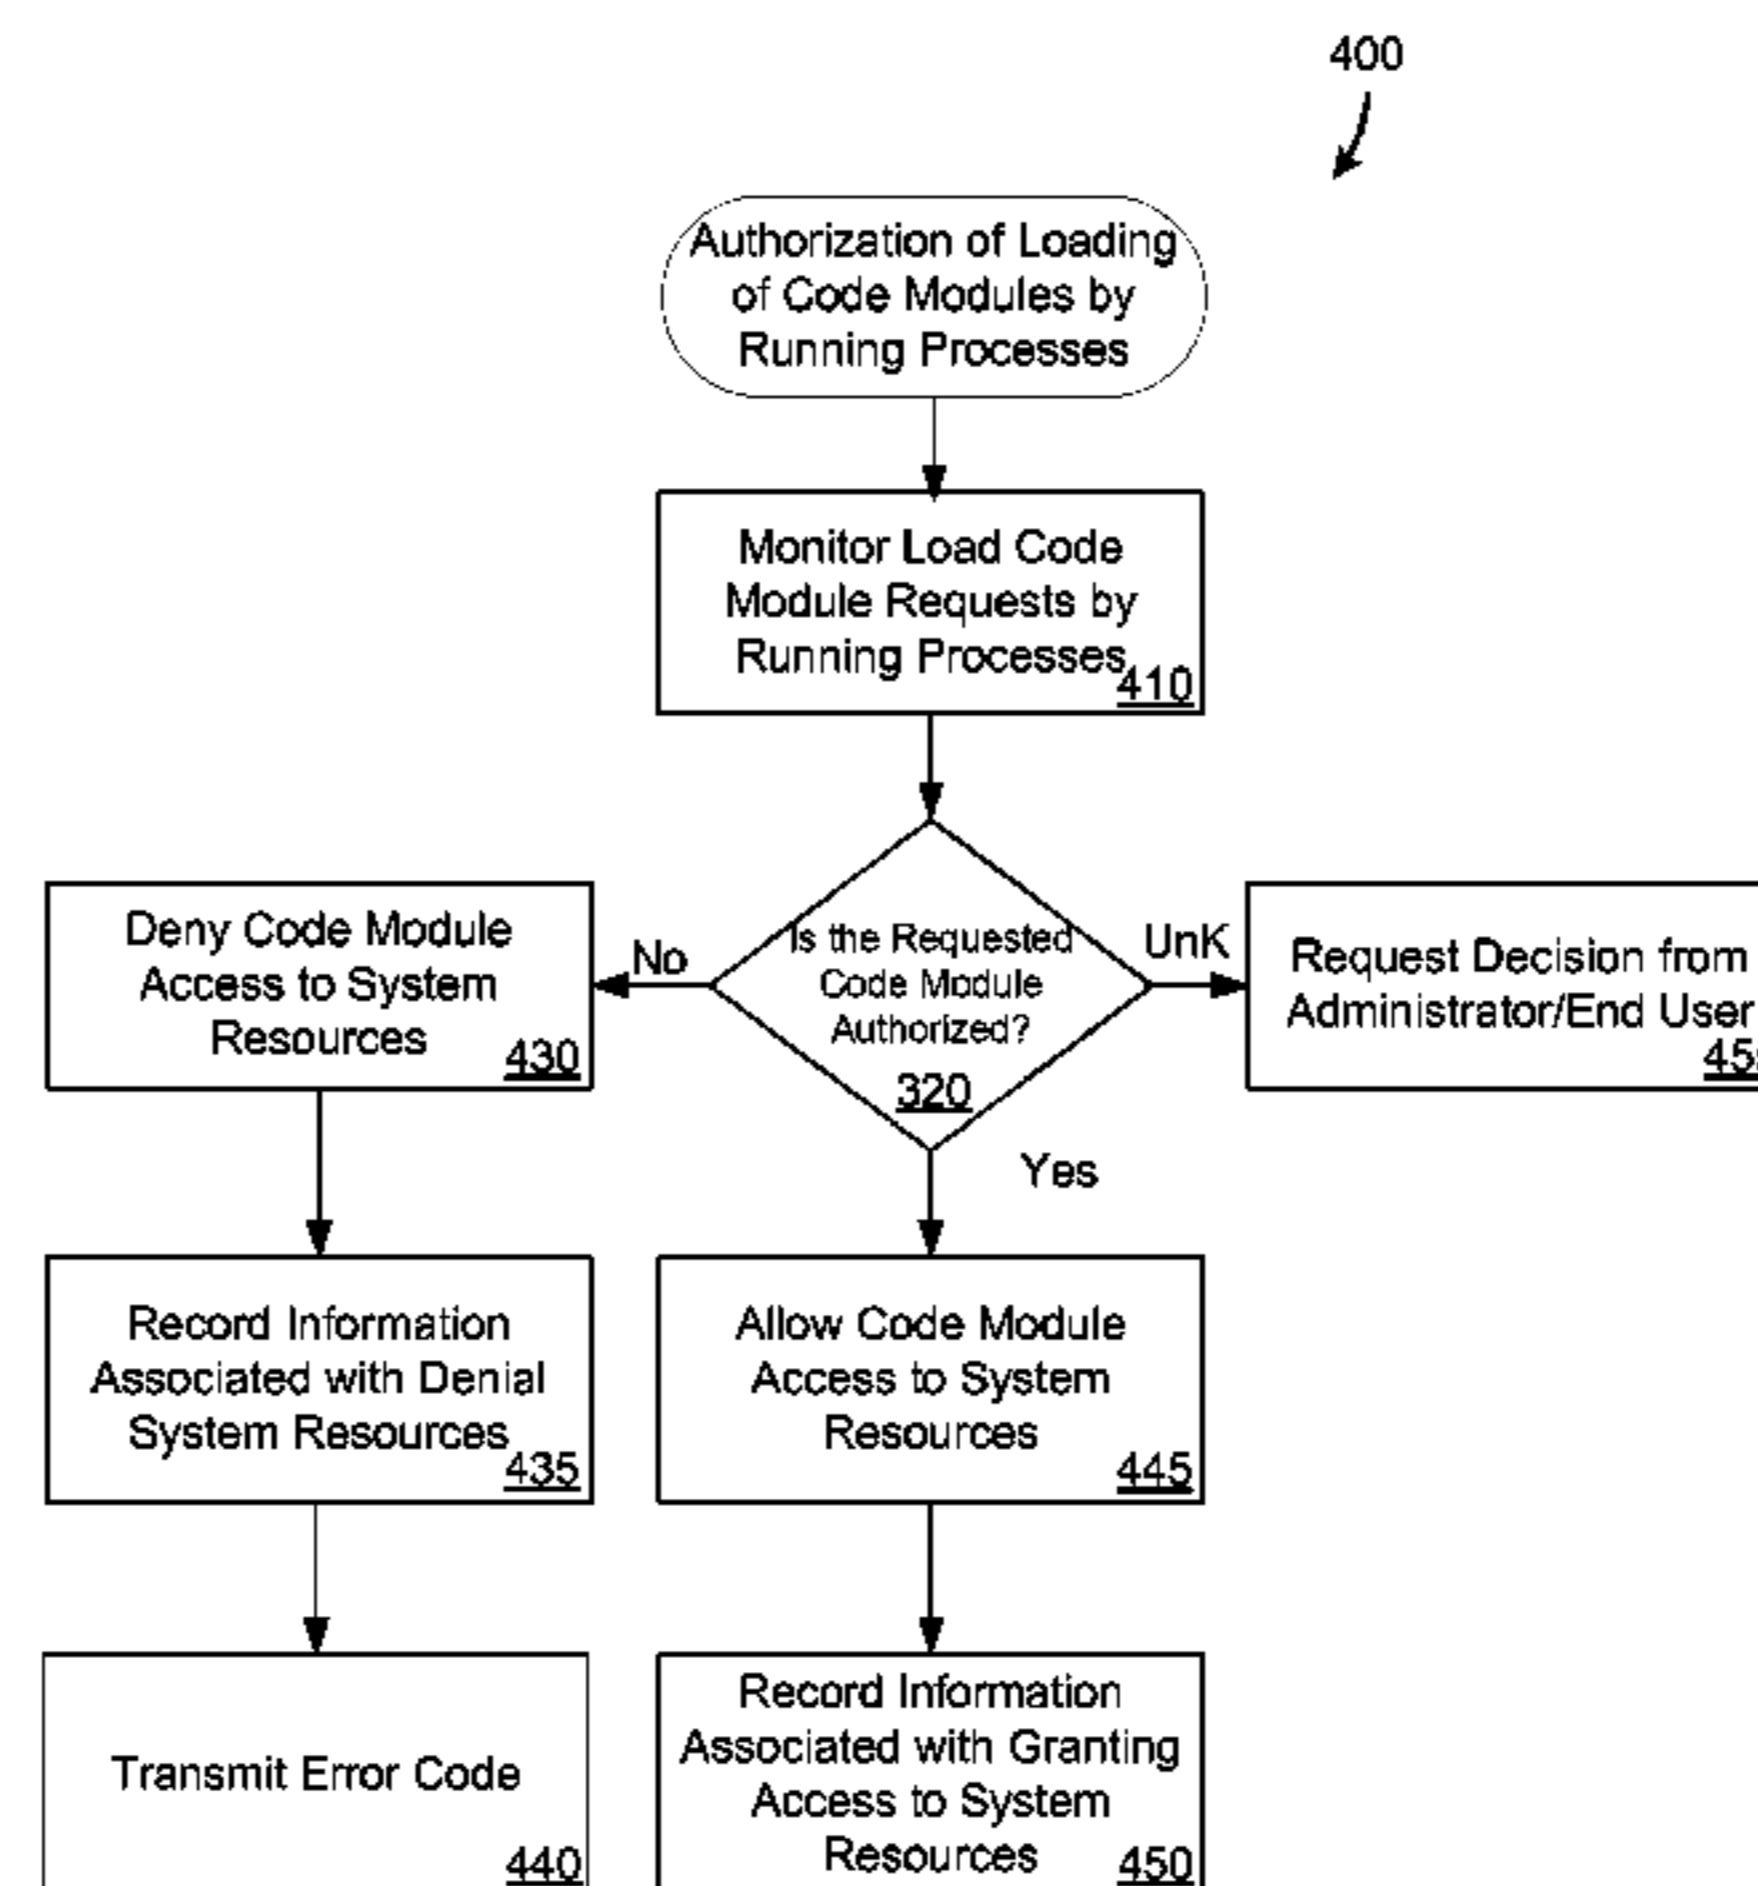 400
Authorization of Loading
of Code Modules by
Running Processes
Monitor Load Code
Module Requests by
Running Processes
410
Deny Code Module
Access to System
Resources
430
No
Is the Requested
Code Module
Authorized?
320
UnK
Request Decision from
Administrator/End User
Yes
Record Information
Associated with Denial
System Resources
435
Allow Code Module
Access to System
Resources
445
Transmit Error Code
440
Record Information
Associated with Granting
Access to System
Resources
450